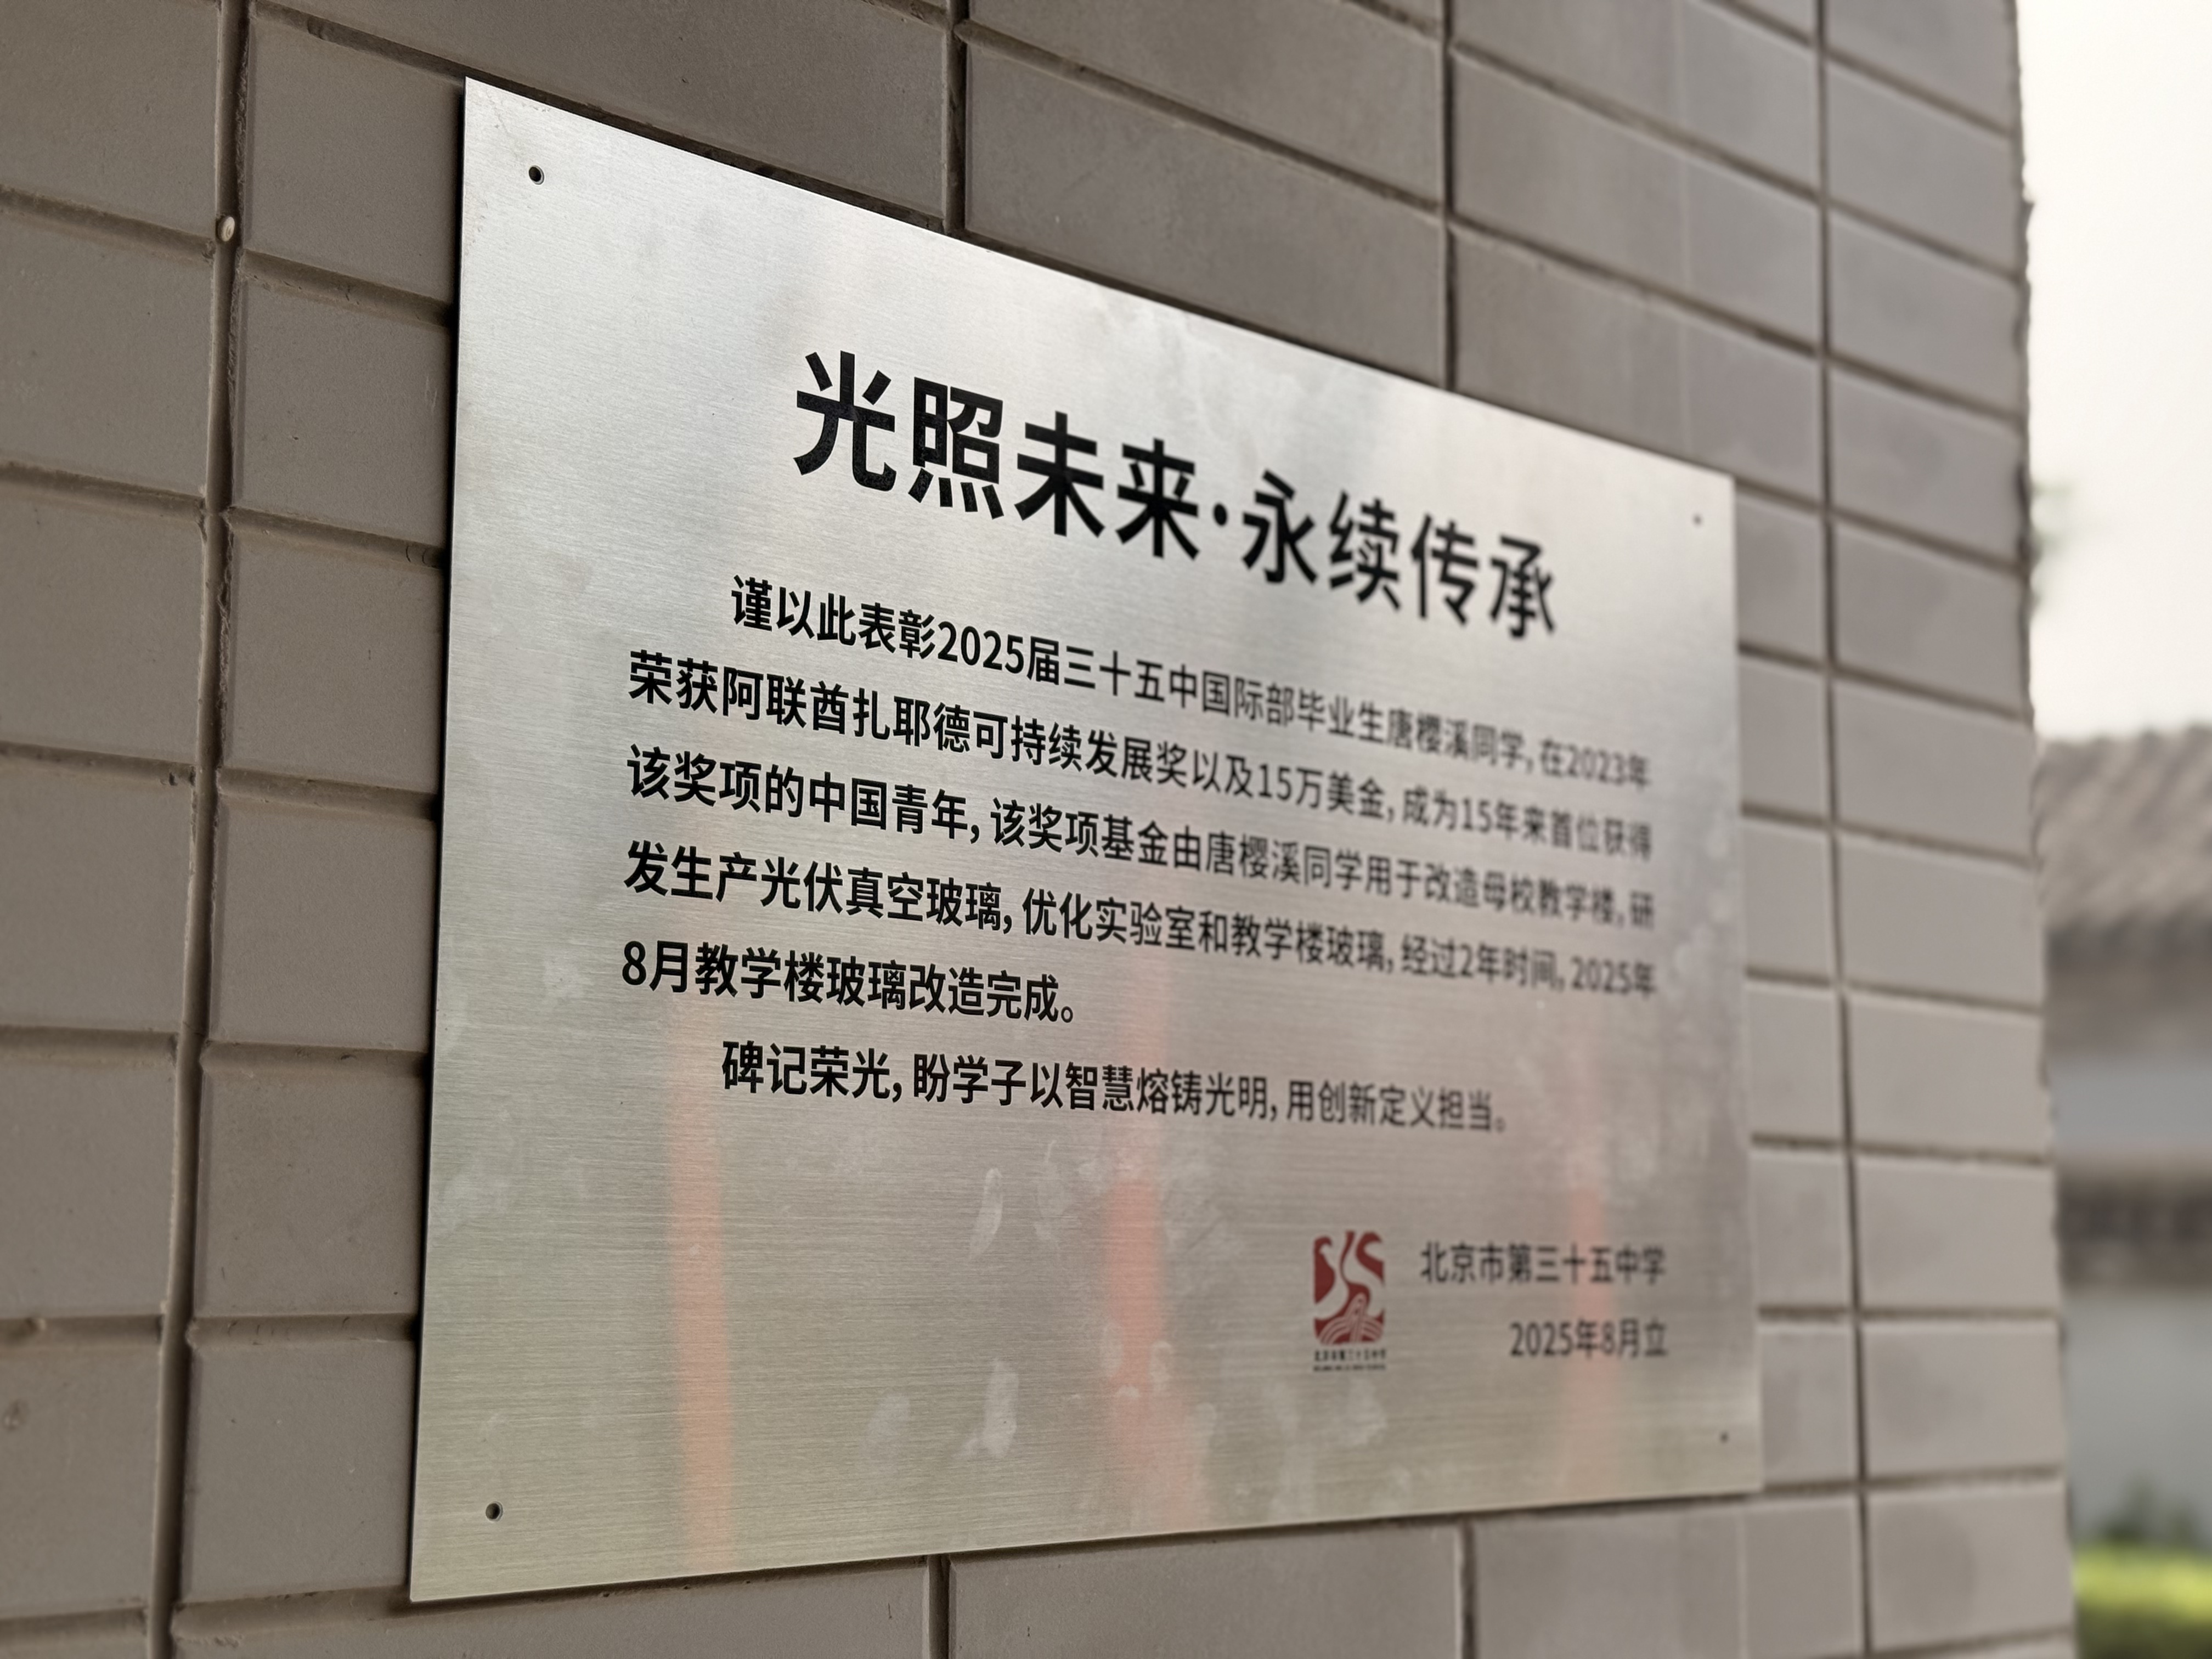 光照未来·永续传承
谨以此表彰2025届三十五中国际部毕业生唐樱溪同学,在2023年
荣获阿联酋扎耶德可持续发展奖以及15万美金,成为15年来首位获得
该奖项的中国青年,该奖项基金由唐樱溪同学用于改造母校教学楼,研
发生产光伏真空玻璃,优化实验室和教学楼玻璃,经过2年时间,2025年
8月教学楼玻璃改造完成。
碑记荣光,盼学子以智慧熔铸光明,用创新定义担当。
北京市第三十五中学
2025年8月立